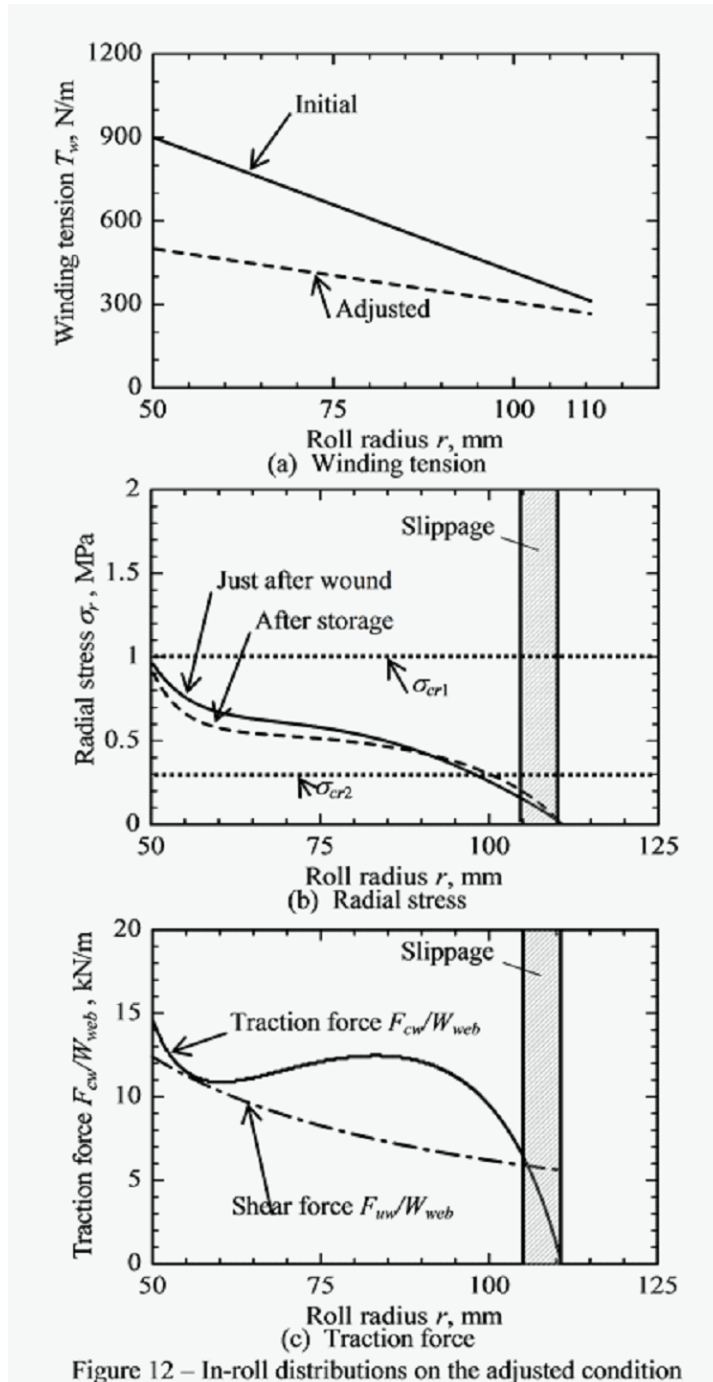 1200
900
600
300
0
Winding tension T_w, N/m
Initial
Adjusted
50
75
100
110
Roll radius r, mm
(a) Winding tension
2
1.5
1
0.5
0
Radial stress σ_r, MPa
Slippage
Just after wound
After storage
σ_cr1
σ_cr2
50
75
100
125
Roll radius r, mm
(b) Radial stress
20
15
10
5
0
Traction force F_cw/W_web, kN/m
Slippage
Traction force F_cw/W_web
Shear force F_uw/W_web
50
75
100
125
Roll radius r, mm
(c) Traction force
Figure 12 – In-roll distributions on the adjusted condition